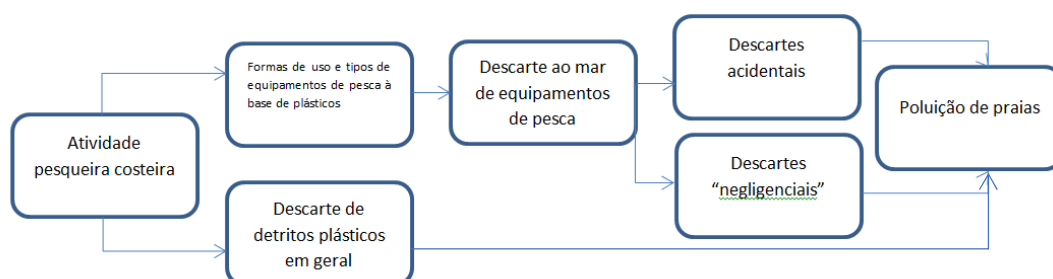 Atividade
pesqueira costeira
Formas de uso e tipos de
equipamentos de pesca à
base de plásticos
Descarte de
detritos plásticos
em geral
Descarte ao mar
de equipamentos
de pesca
Descartes
acidentais
Descartes
“negligenciais”
Poluição de praias